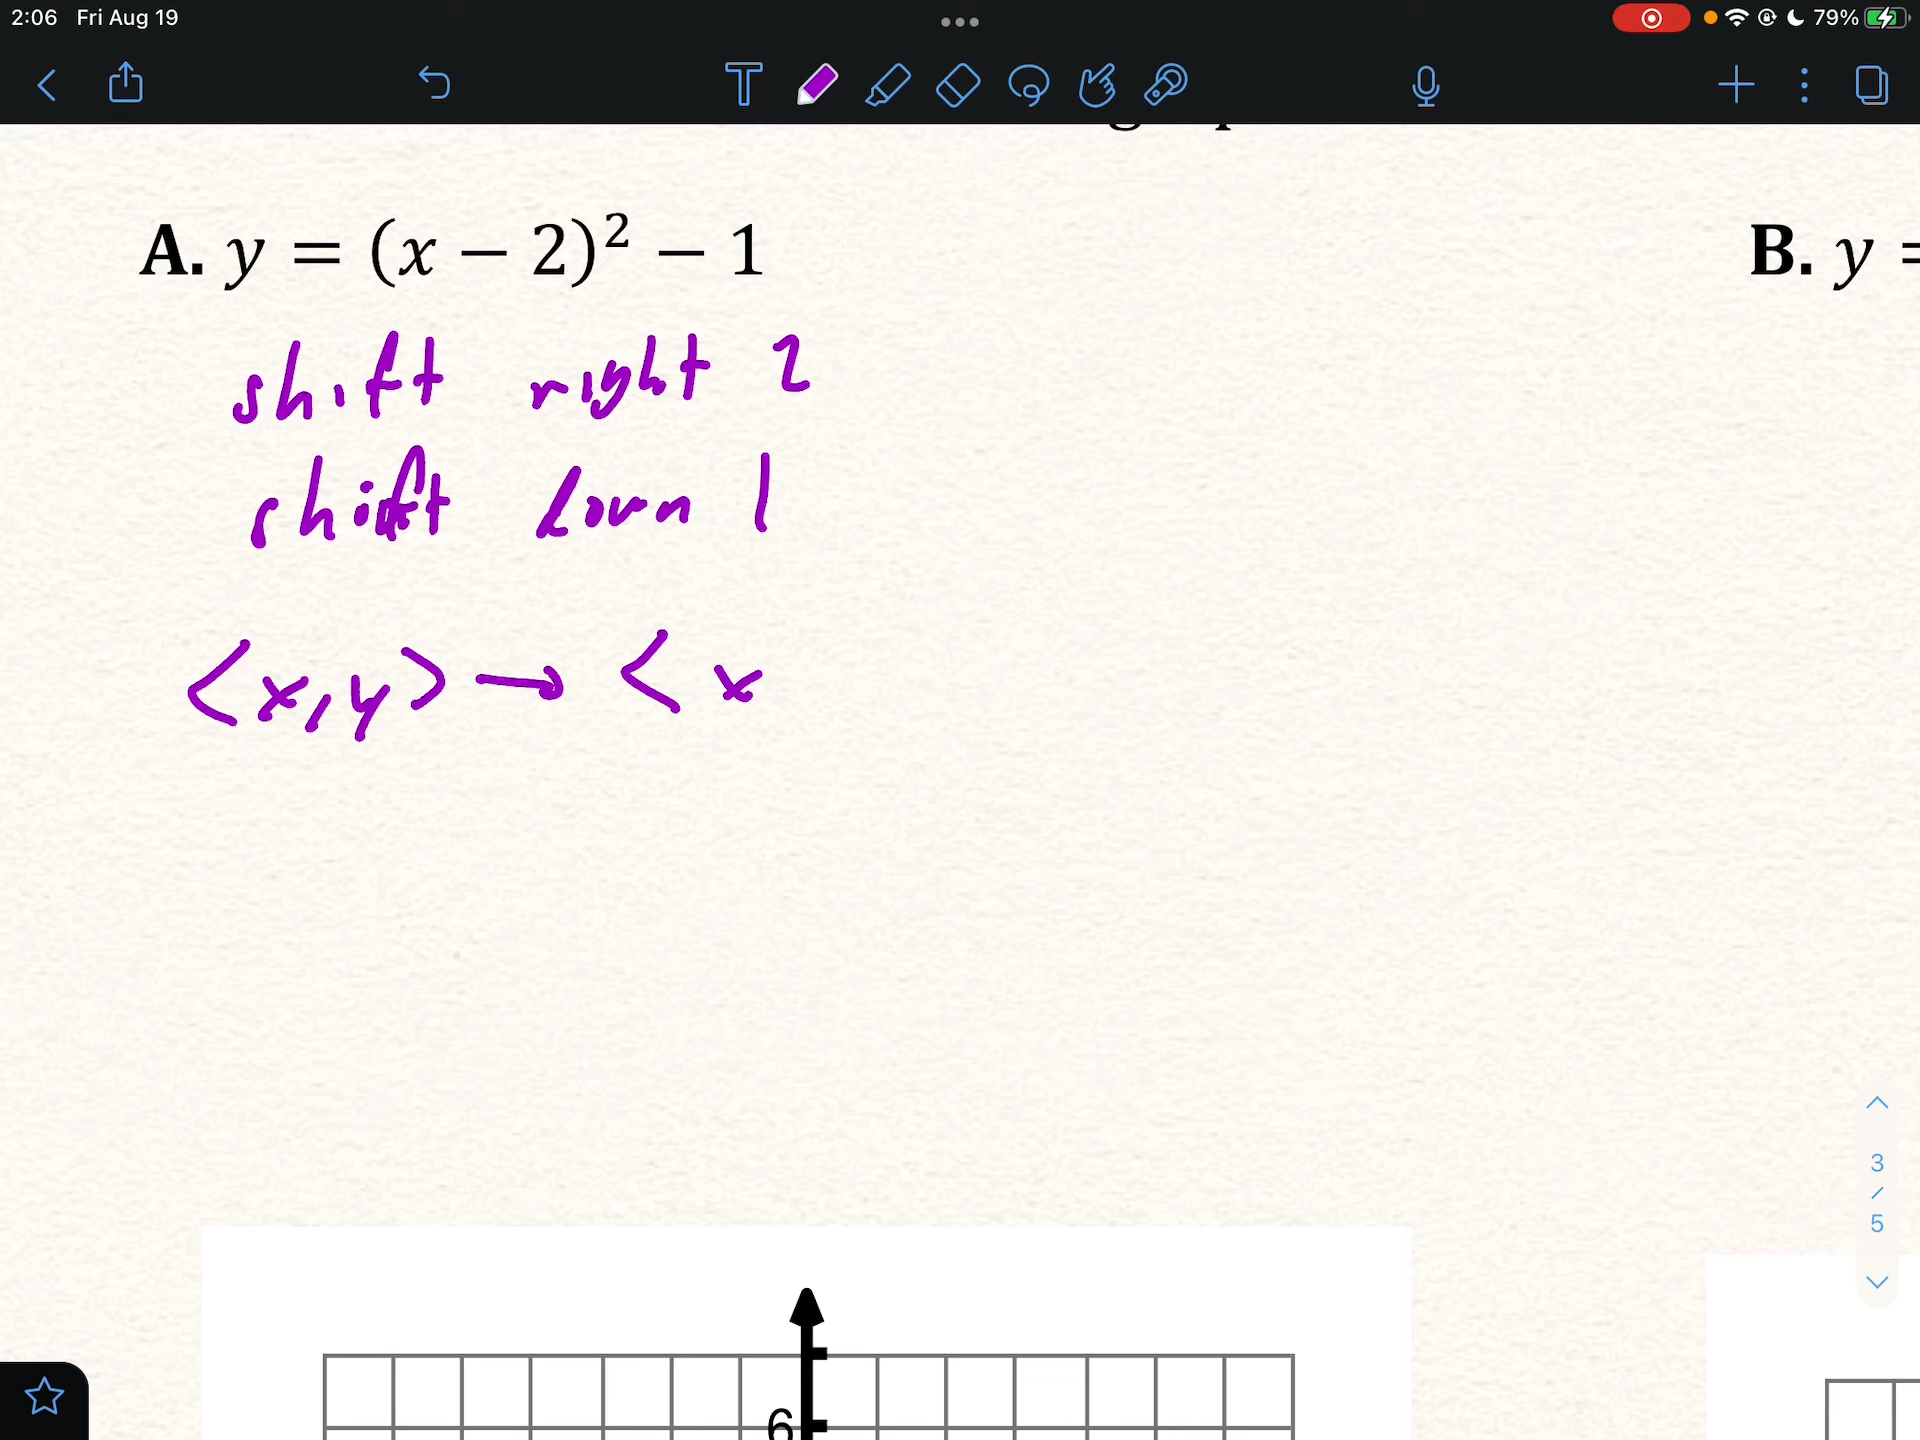 2:06 Fri Aug 19
79%
A. y = (x − 2)² − 1
B. y =
shift right 2
shift down 1
<x,y> → < x
3
/
5
6